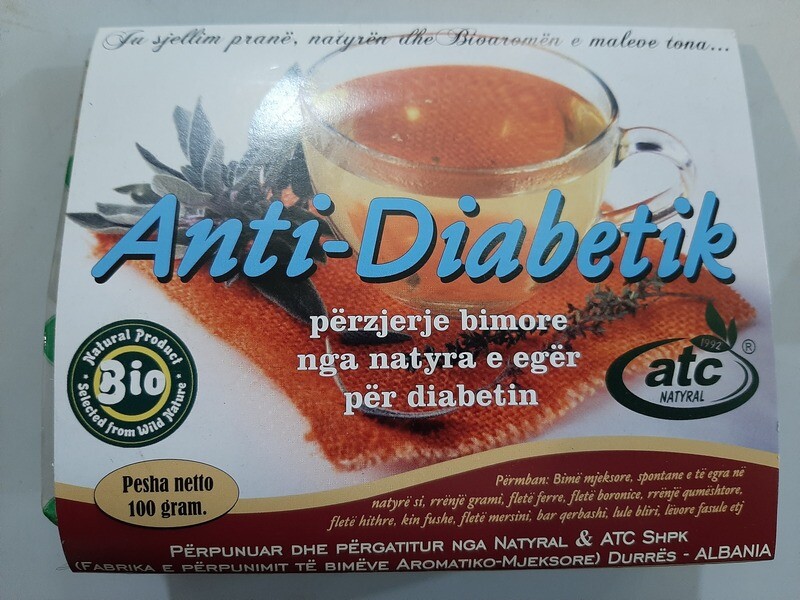 Ju sjellim pranë, natyrën dhe Bioaromën e maleve tona...
Anti-Diabetik
përzjerje bimore
nga natyra e egër
për diabetin
Natural Product
Bio
Selected from Wild Nature
1992
®
atc
NATYRAL
Pesha netto
100 gram.
Përmban: Bimë mjeksore, spontane e të egra në
natyrë si, rrënjë grami, fletë ferre, fletë boronice, rrënjë qumështore,
fletë hithre, kin fushe, fletë mersini, bar qerbashi, lule bliri, lëvore fasule etj
PËRPUNUAR DHE PËRGATITUR NGA NATYRAL & ATC SHPK
(FABRIKA E PËRPUNIMIT TË BIMËVE AROMATIKO-MJEKSORE) DURRËS - ALBANIA